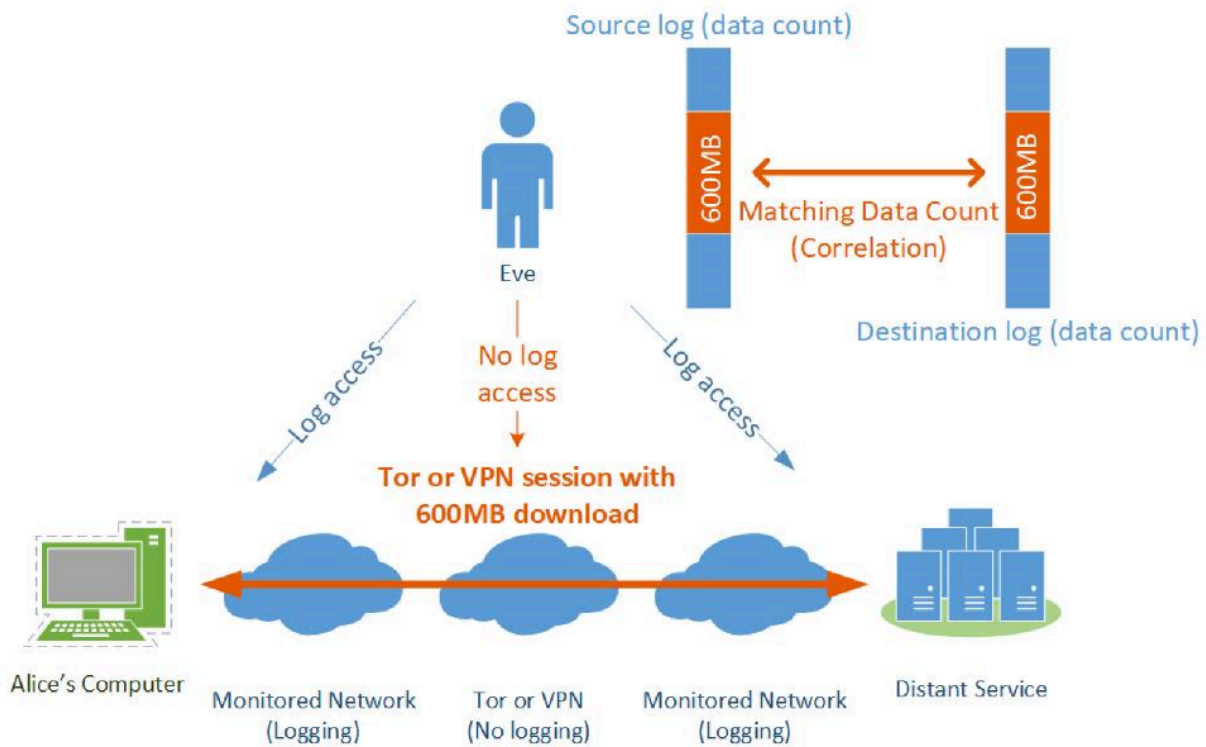 Source log (data count)
600MB
600MB
Matching Data Count
(Correlation)
Eve
Destination log (data count)
Log access
No log
access
Log access
Tor or VPN session with
600MB download
Alice's Computer
Monitored Network
(Logging)
Tor or VPN
(No logging)
Monitored Network
(Logging)
Distant Service